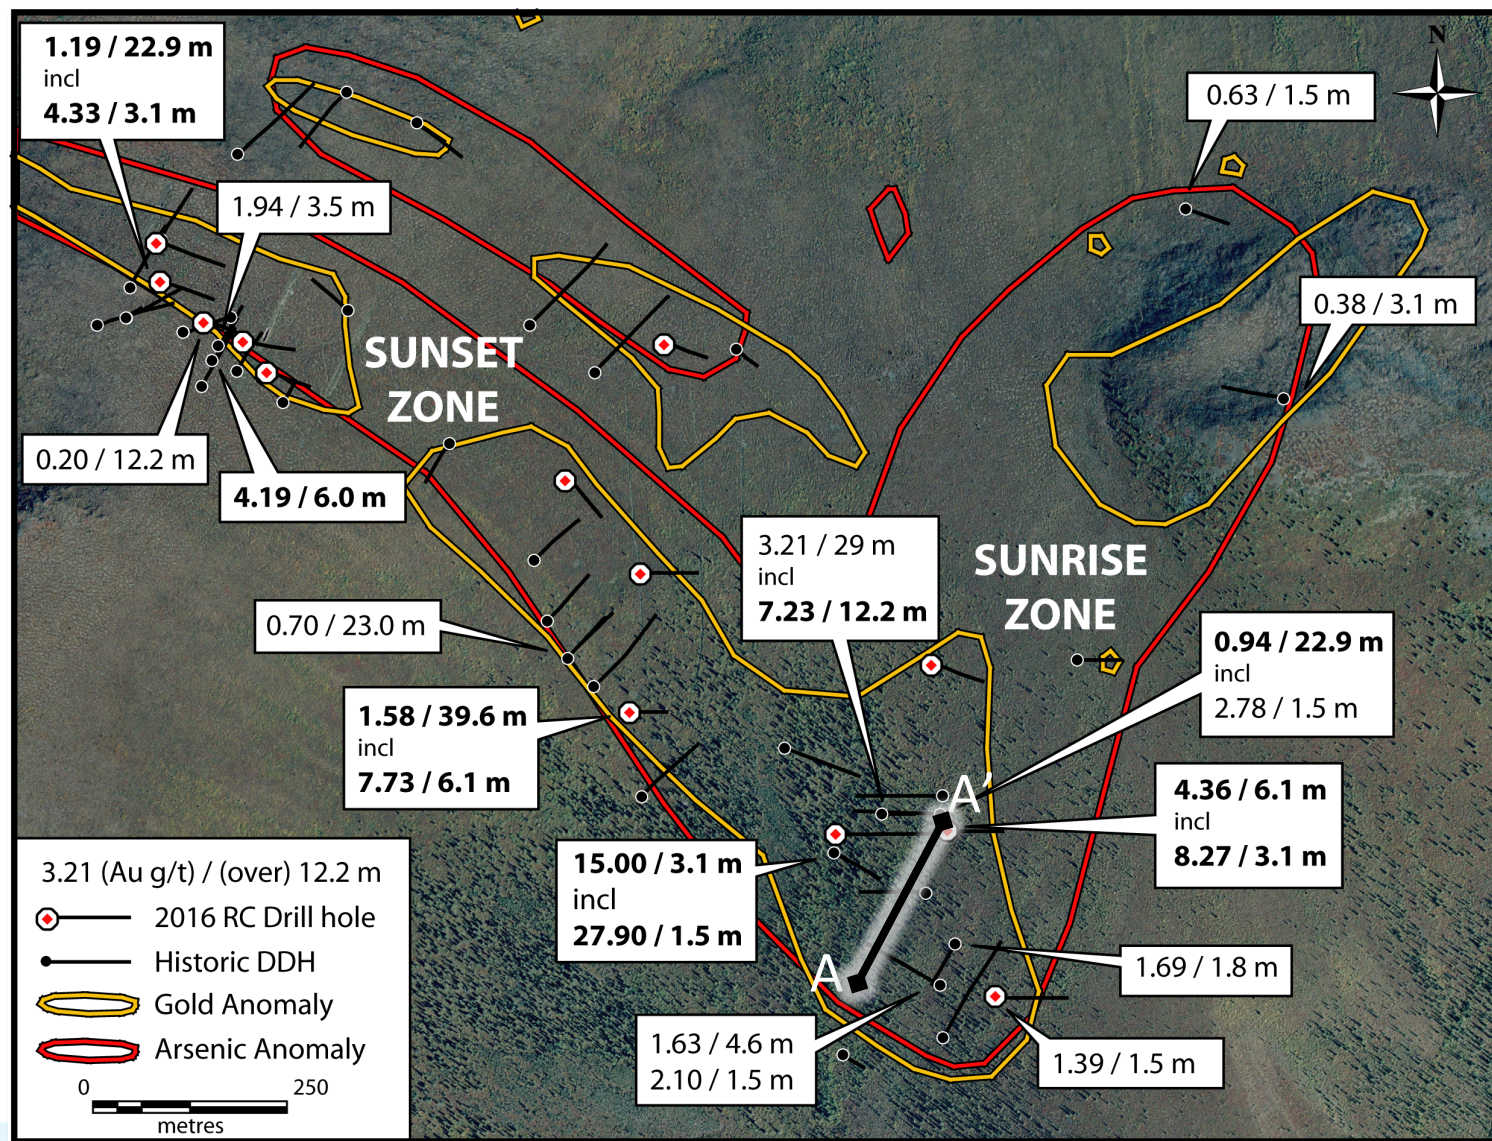 1.19 / 22.9 m
incl
4.33 / 3.1 m
N
0.63 / 1.5 m
1.94 / 3.5 m
0.38 / 3.1 m
SUNSET
ZONE
0.20 / 12.2 m
4.19 / 6.0 m
3.21 / 29 m
incl
7.23 / 12.2 m
SUNRISE
ZONE
0.70 / 23.0 m
0.94 / 22.9 m
incl
2.78 / 1.5 m
1.58 / 39.6 m
incl
7.73 / 6.1 m
A'
4.36 / 6.1 m
incl
8.27 / 3.1 m
15.00 / 3.1 m
incl
27.90 / 1.5 m
A
1.69 / 1.8 m
1.63 / 4.6 m
2.10 / 1.5 m
1.39 / 1.5 m
3.21 (Au g/t) / (over) 12.2 m
2016 RC Drill hole
Historic DDH
Gold Anomaly
Arsenic Anomaly
0 250
metres